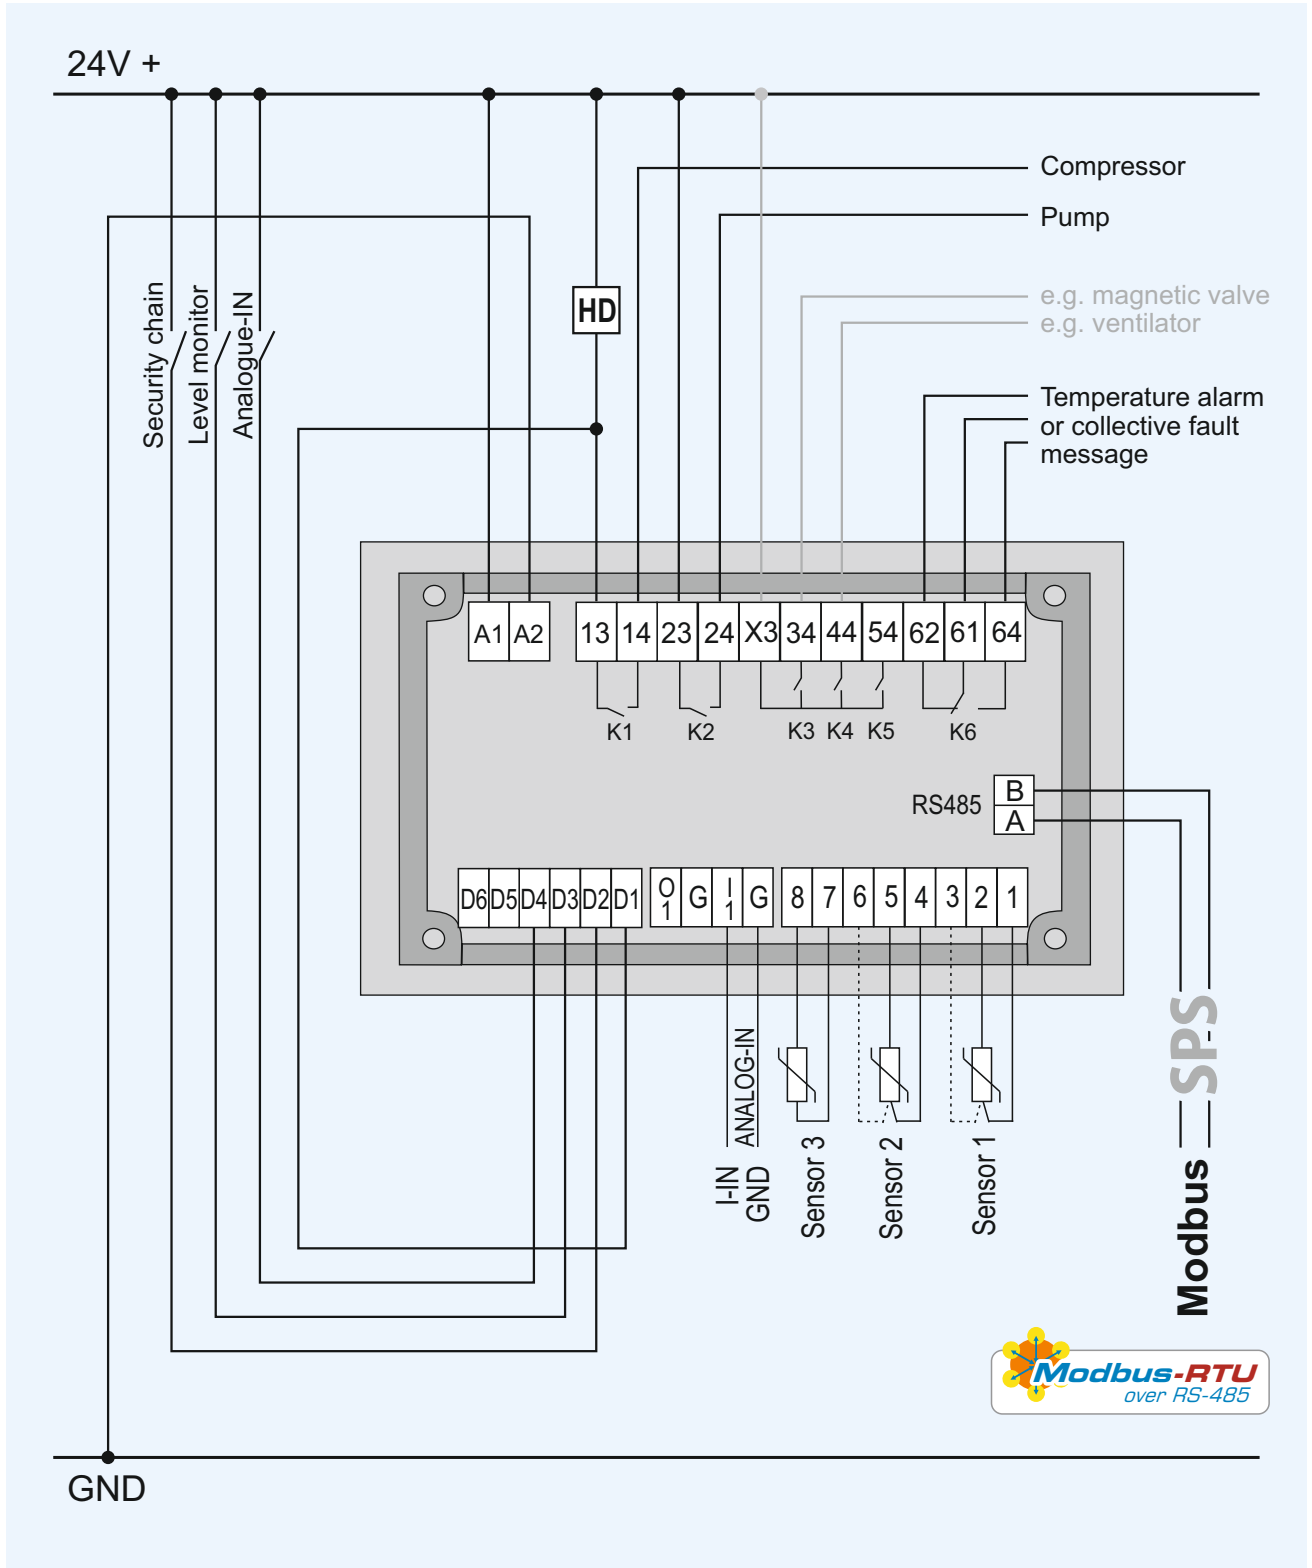 24V +
Compressor
Pump
e.g. magnetic valve
e.g. ventilator
Security chain
Level monitor
Analogue-IN
HD
Temperature alarm
or collective fault
message
A1 A2
13 14 23 24 X3 34 44 54 62 61 64
K1 K2 K3 K4 K5 K6
RS485
B
A
D6 D5 D4 D3 D2 D1
O1 G I1 G
8 7 6 5 4 3 2 1
I-IN
ANALOG-IN
GND
Sensor 3
Sensor 2
Sensor 1
SPS
Modbus
Modbus-RTU
over RS-485
GND